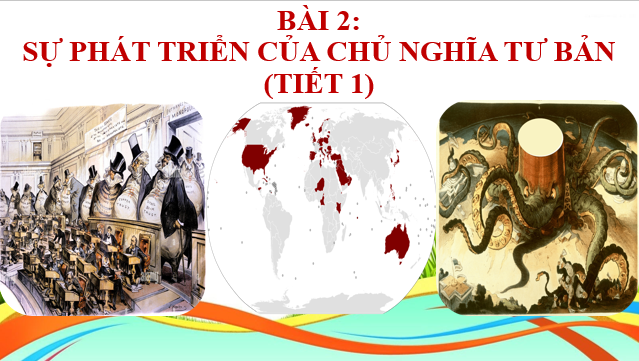 BÀI 2:
SỰ PHÁT TRIỂN CỦA CHỦ NGHĨA TƯ BẢN
(TIẾT 1)